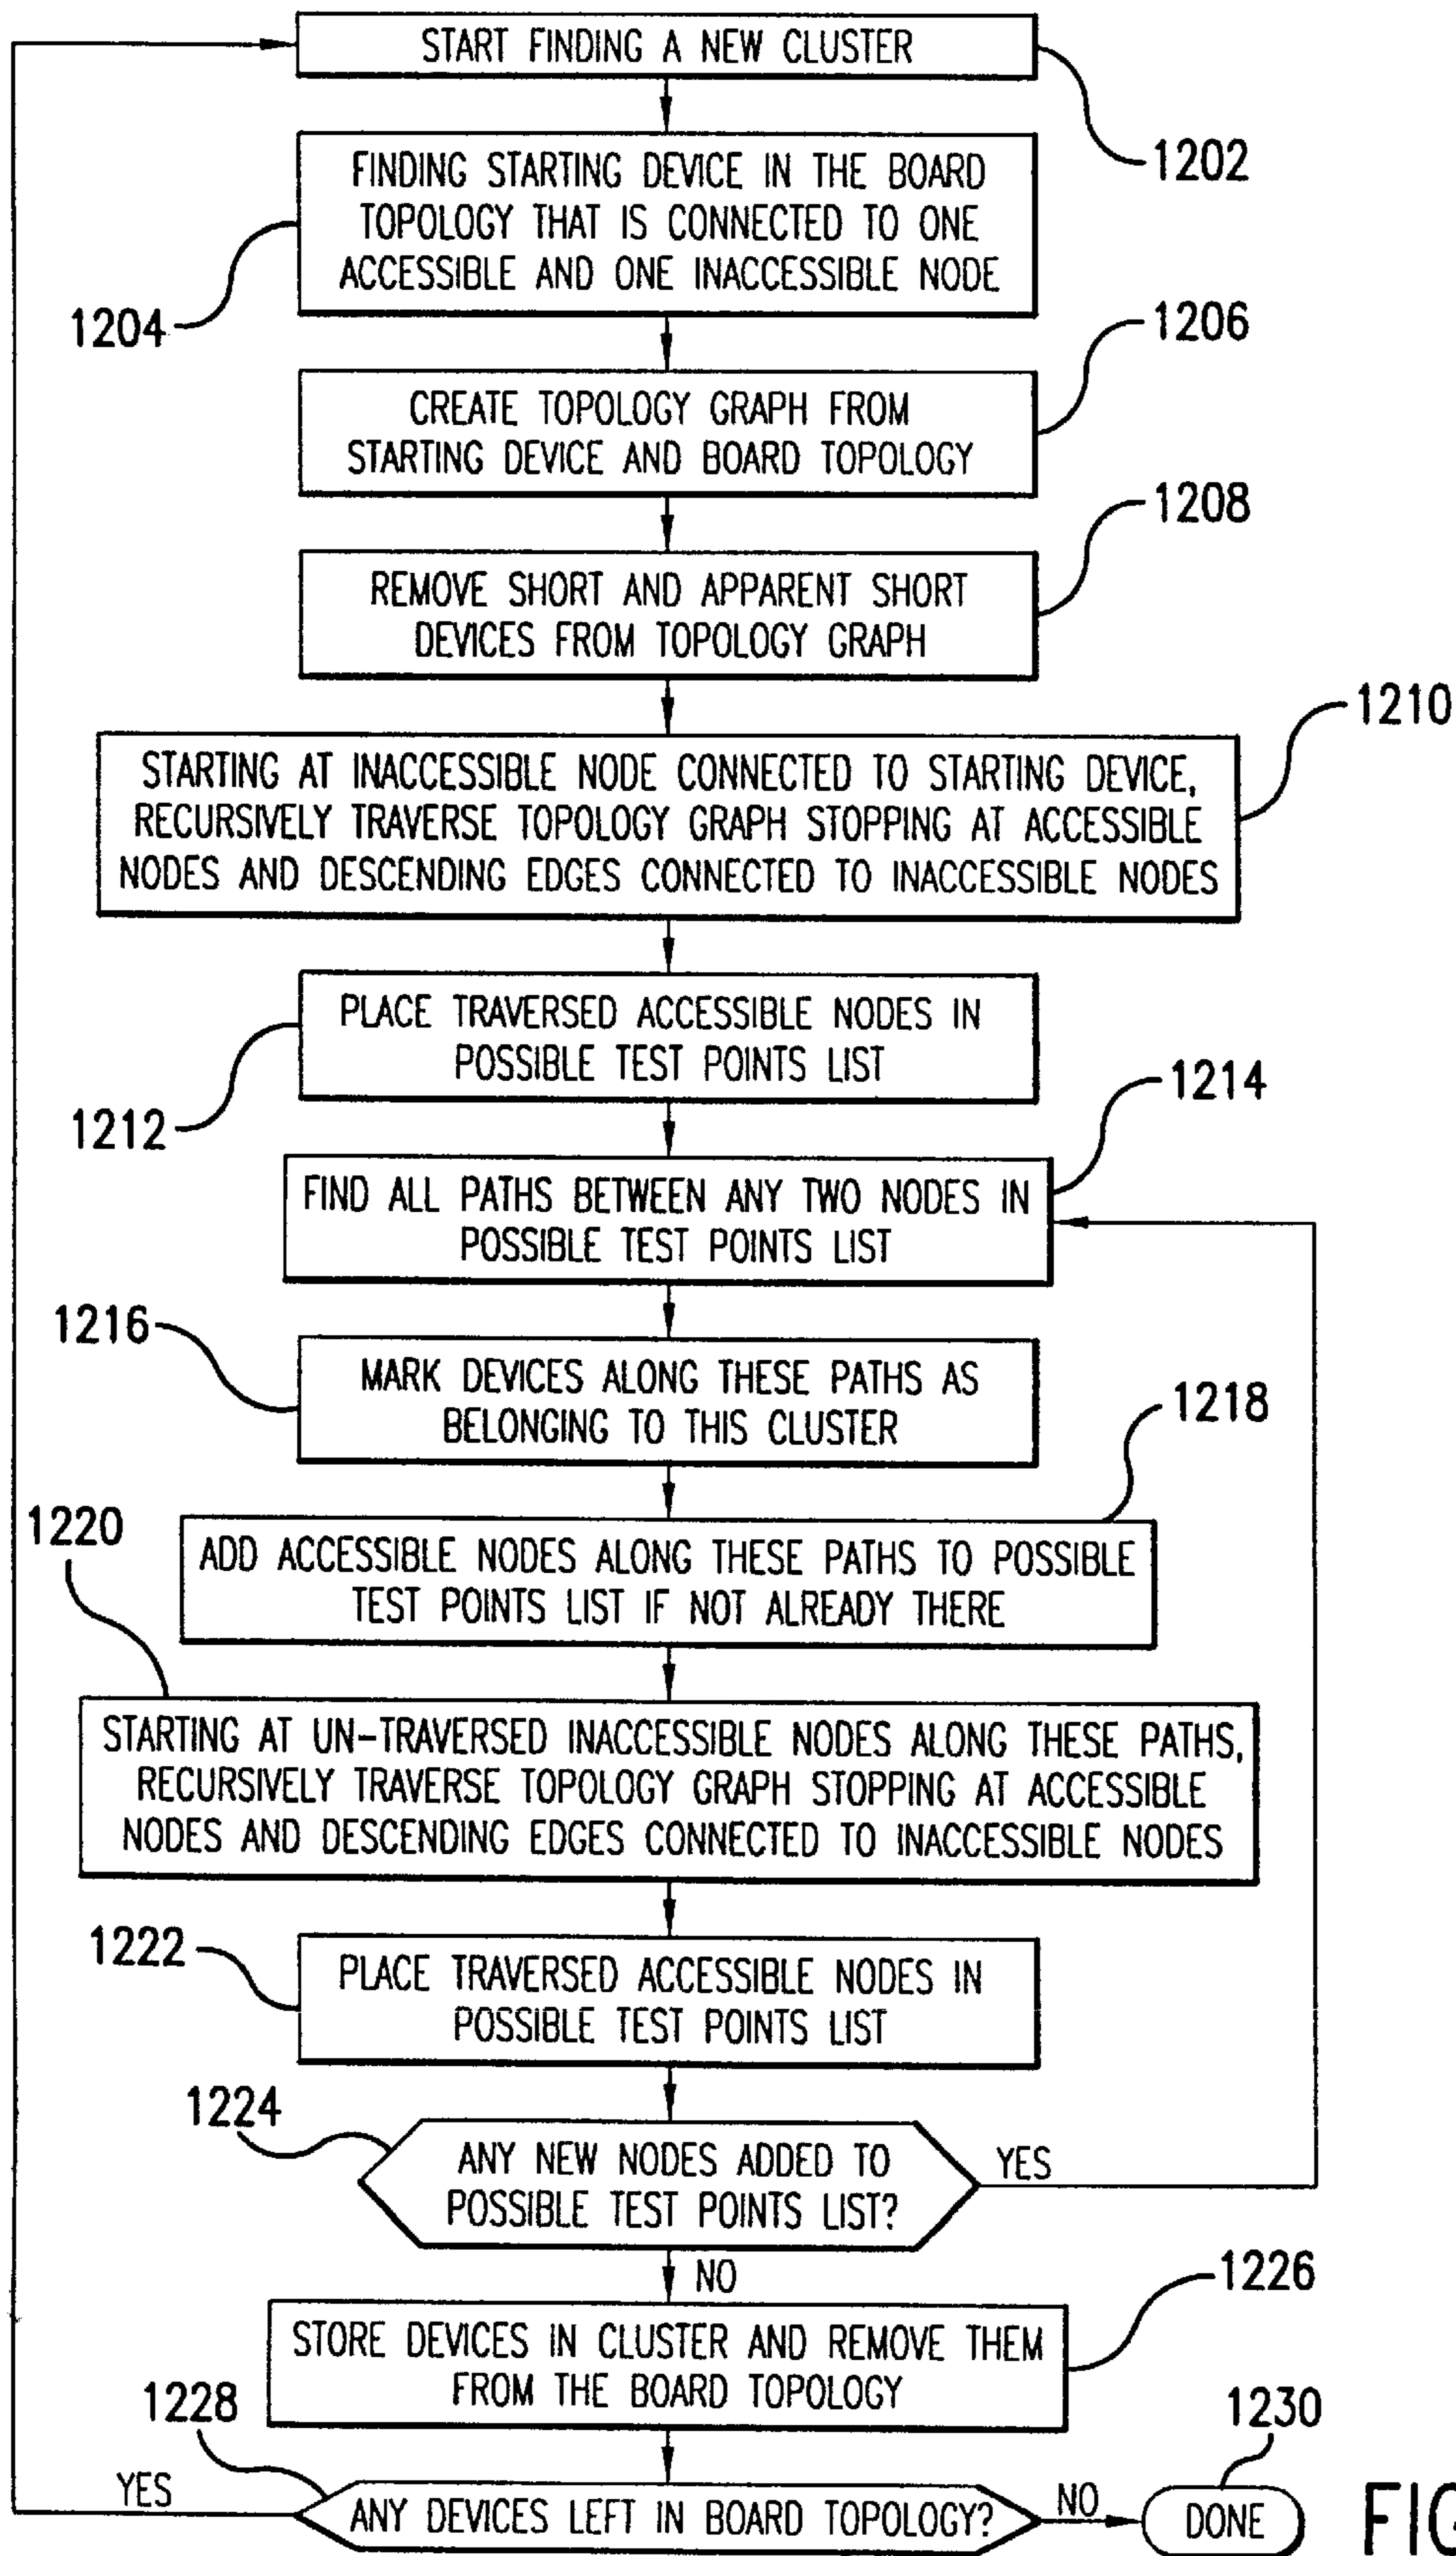 START FINDING A NEW CLUSTER
1202
FINDING STARTING DEVICE IN THE BOARD
TOPOLOGY THAT IS CONNECTED TO ONE
ACCESSIBLE AND ONE INACCESSIBLE NODE
1204
1206
CREATE TOPOLOGY GRAPH FROM
STARTING DEVICE AND BOARD TOPOLOGY
1208
REMOVE SHORT AND APPARENT SHORT
DEVICES FROM TOPOLOGY GRAPH
1210
STARTING AT INACCESSIBLE NODE CONNECTED TO STARTING DEVICE,
RECURSIVELY TRAVERSE TOPOLOGY GRAPH STOPPING AT ACCESSIBLE
NODES AND DESCENDING EDGES CONNECTED TO INACCESSIBLE NODES
PLACE TRAVERSED ACCESSIBLE NODES IN
POSSIBLE TEST POINTS LIST
1212
1214
FIND ALL PATHS BETWEEN ANY TWO NODES IN
POSSIBLE TEST POINTS LIST
1216
MARK DEVICES ALONG THESE PATHS AS
BELONGING TO THIS CLUSTER
1218
1220
ADD ACCESSIBLE NODES ALONG THESE PATHS TO POSSIBLE
TEST POINTS LIST IF NOT ALREADY THERE
STARTING AT UN-TRAVERSED INACCESSIBLE NODES ALONG THESE PATHS,
RECURSIVELY TRAVERSE TOPOLOGY GRAPH STOPPING AT ACCESSIBLE
NODES AND DESCENDING EDGES CONNECTED TO INACCESSIBLE NODES
1222
PLACE TRAVERSED ACCESSIBLE NODES IN
POSSIBLE TEST POINTS LIST
1224
ANY NEW NODES ADDED TO
POSSIBLE TEST POINTS LIST?
YES
NO
1226
STORE DEVICES IN CLUSTER AND REMOVE THEM
FROM THE BOARD TOPOLOGY
1228
1230
YES
ANY DEVICES LEFT IN BOARD TOPOLOGY?
NO
DONE